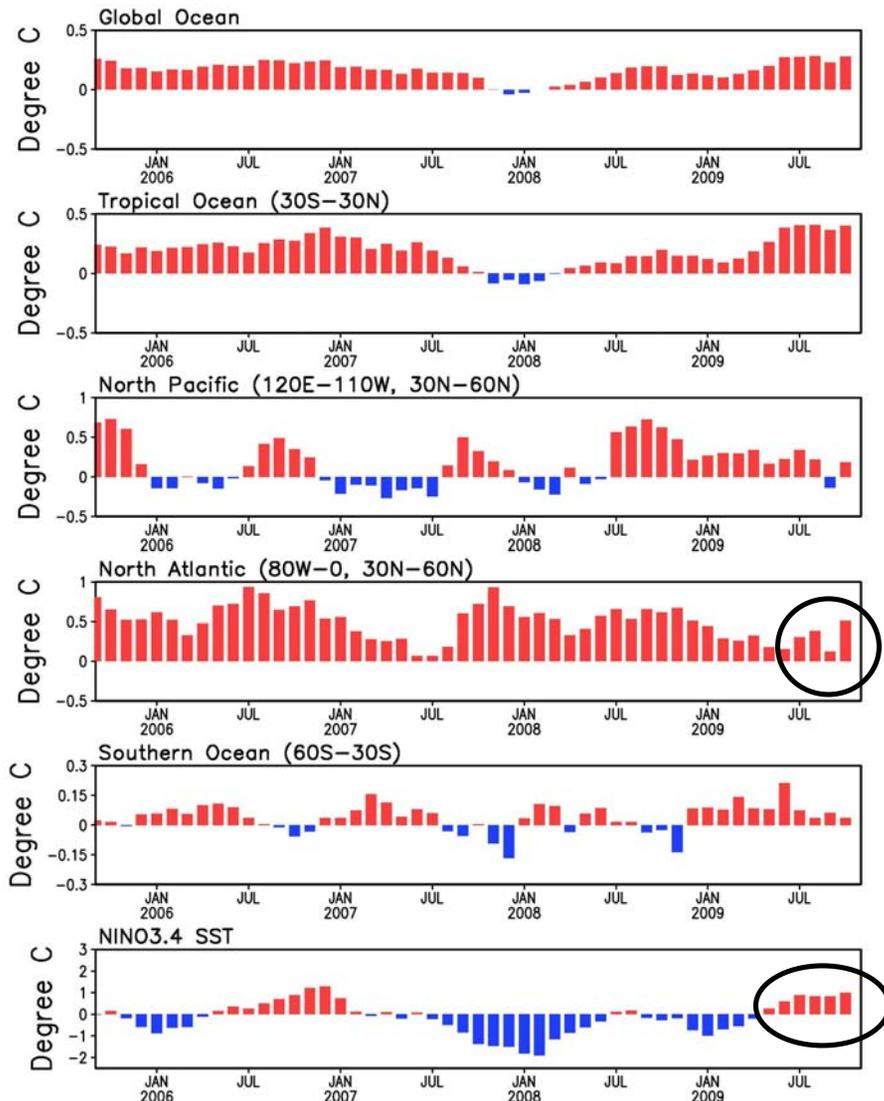 Global Ocean
Degree C
0.5
0
-0.5
JAN JUL JAN JUL JAN JUL JAN JUL
2006 2007 2008 2009
Tropical Ocean (30S-30N)
Degree C
0.5
0
-0.5
JAN JUL JAN JUL JAN JUL JAN JUL
2006 2007 2008 2009
North Pacific (120E-110W, 30N-60N)
Degree C
1
0.5
0
-0.5
JAN JUL JAN JUL JAN JUL JAN JUL
2006 2007 2008 2009
North Atlantic (80W-0, 30N-60N)
Degree C
1
0.5
0
-0.5
JAN JUL JAN JUL JAN JUL JAN JUL
2006 2007 2008 2009
Southern Ocean (60S-30S)
Degree C
0.3
0.15
0
-0.15
-0.3
JAN JUL JAN JUL JAN JUL JAN JUL
2006 2007 2008 2009
NINO3.4 SST
Degree C
3
2
1
0
-1
-2
JAN JUL JAN JUL JAN JUL JAN JUL
2006 2007 2008 2009